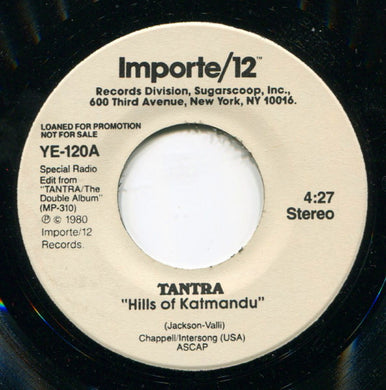 Importe/12™
Records Division, Sugarscoop, Inc.,
600 Third Avenue, New York, NY 10016.
LOANED FOR PROMOTION
NOT FOR SALE
YE-120A
Special Radio
Edit from
"TANTRA/The
Double Album"
(MP-310)
℗ © 1980
Importe/12
Records.
4:27
Stereo
TANTRA
"Hills of Katmandu"
(Jackson-Valli)
Chappell/Intersong (USA)
ASCAP